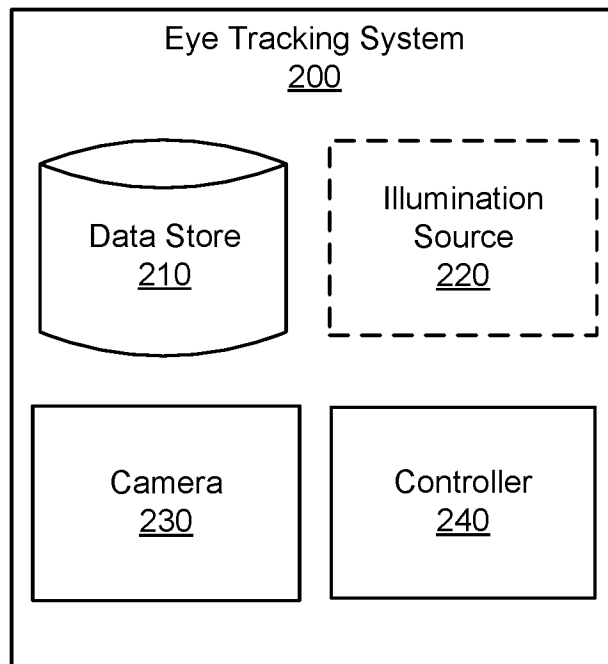 Eye Tracking System
200
Data Store
210
Illumination
Source
220
Camera
230
Controller
240